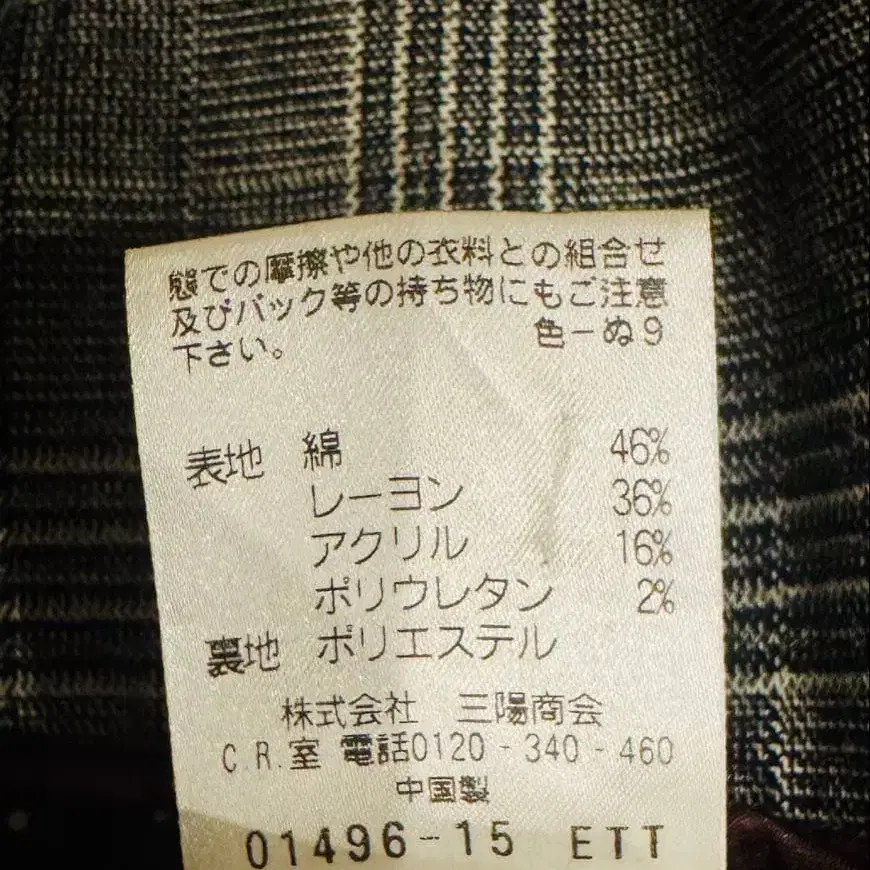 態での摩擦や他の衣料との組合せ
及びバック等の持ち物にもご注意
下さい。 色ーぬ9
表地 綿 46%
レーヨン 36%
アクリル 16%
ポリウレタン 2%
裏地 ポリエステル
株式会社 三陽商会
C.R.室 電話0120-340-460
中国製
01496-15 ETT